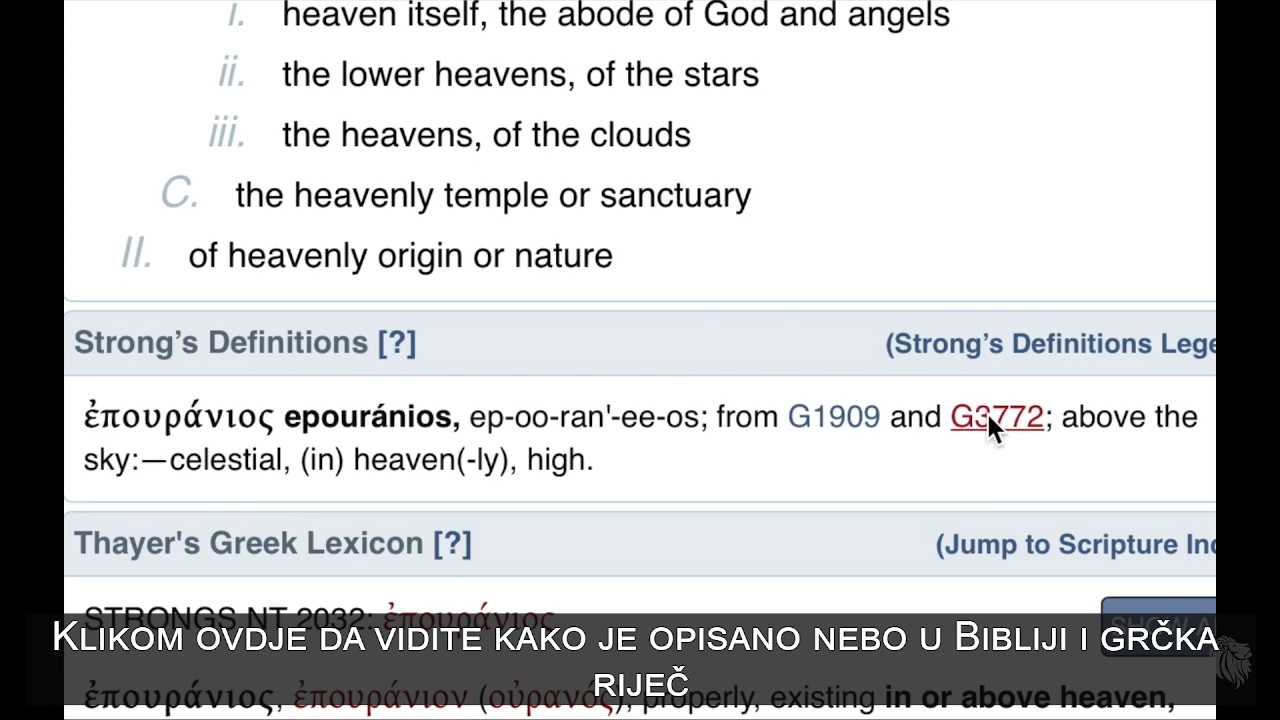 i. heaven itself, the abode of God and angels
ii. the lower heavens, of the stars
iii. the heavens, of the clouds
C. the heavenly temple or sanctuary
II. of heavenly origin or nature
Strong's Definitions [?] (Strong's Definitions Lege
ἐπουράνιος epouránios, ep-oo-ran'-ee-os; from G1909 and G3772; above the
sky:—celestial, (in) heaven(-ly), high.
Thayer's Greek Lexicon [?] (Jump to Scripture Inc
STRONGS NT 2032: ἐπουράνιος
Klikom ovdje da vidite kako je opisano nebo u Bibliji i grčka
riječ
ἐπουράνιος, ἐπουράνιον (οὐρανός), properly, existing in or above heaven,